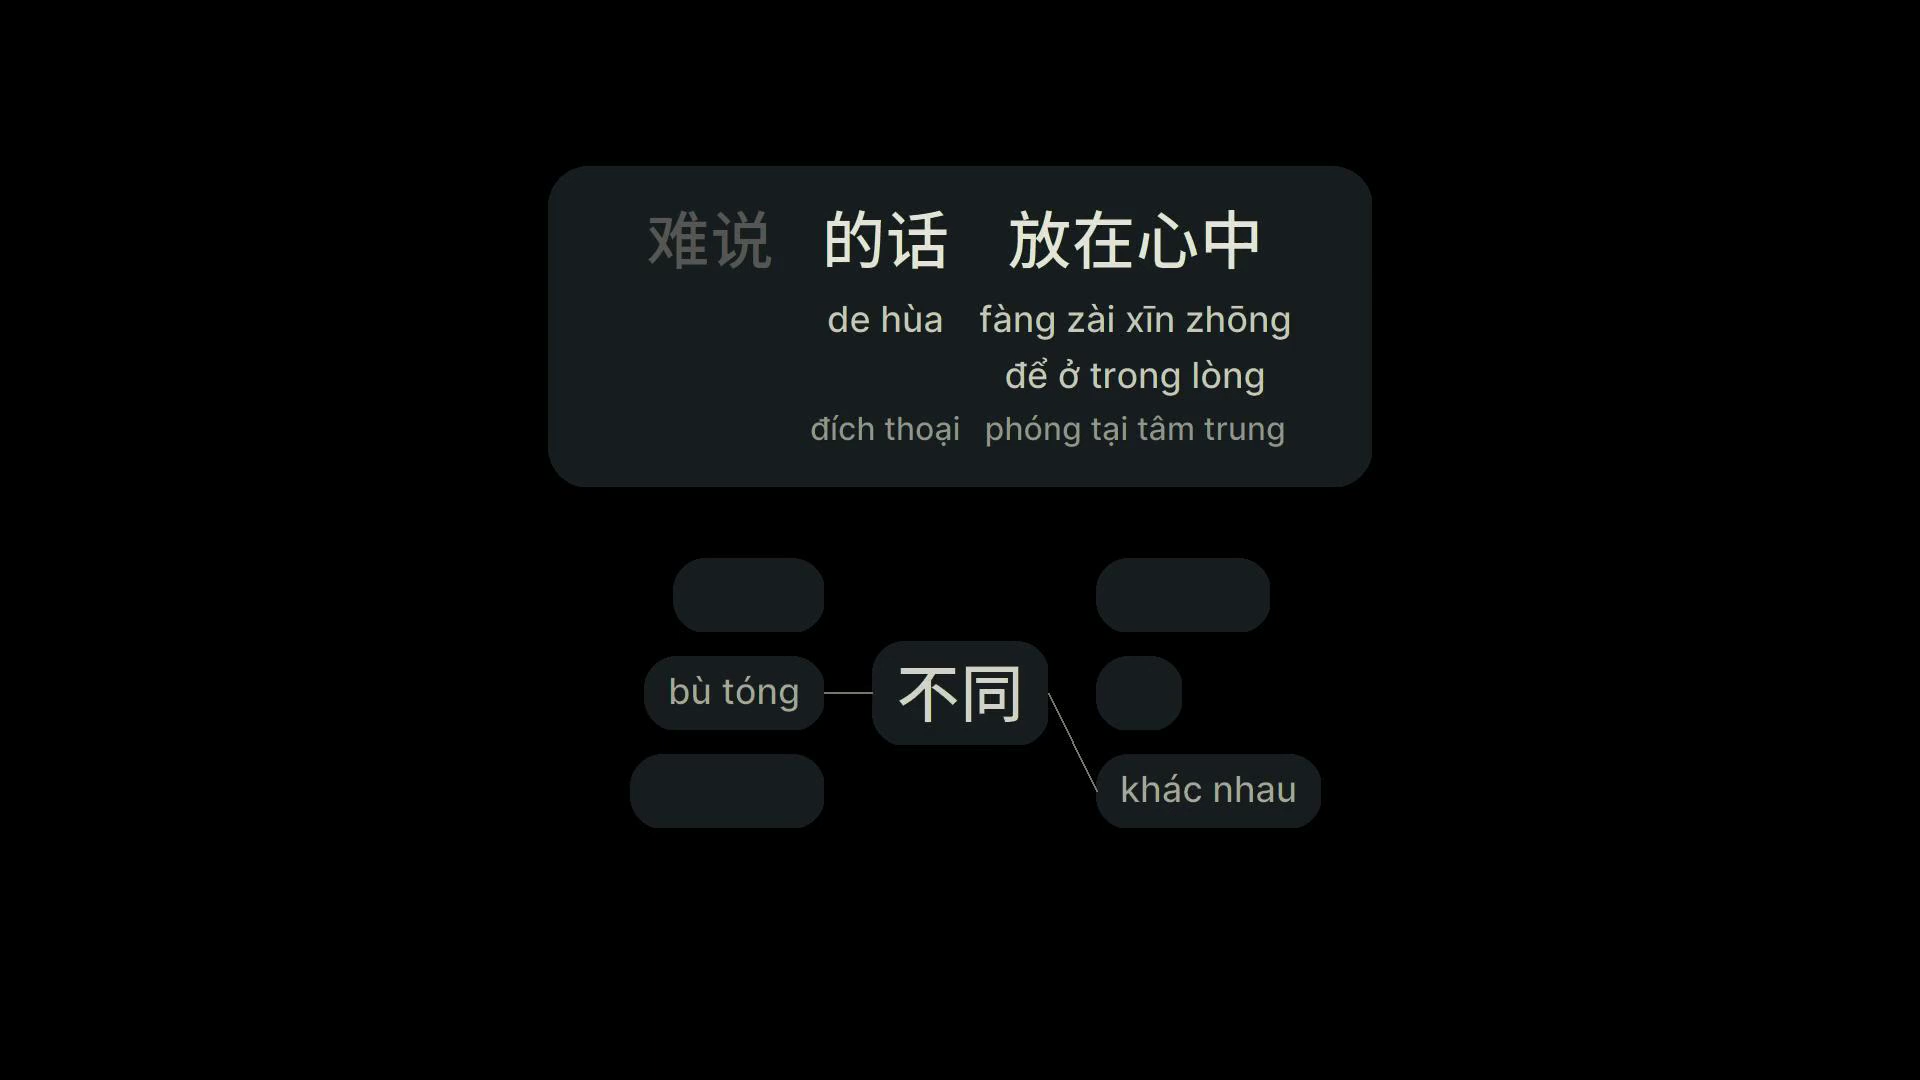 难说 的话 放在心中
de hùa fàng zài xīn zhōng
để ở trong lòng
đích thoại phóng tại tâm trung
bù tóng 不同
khác nhau